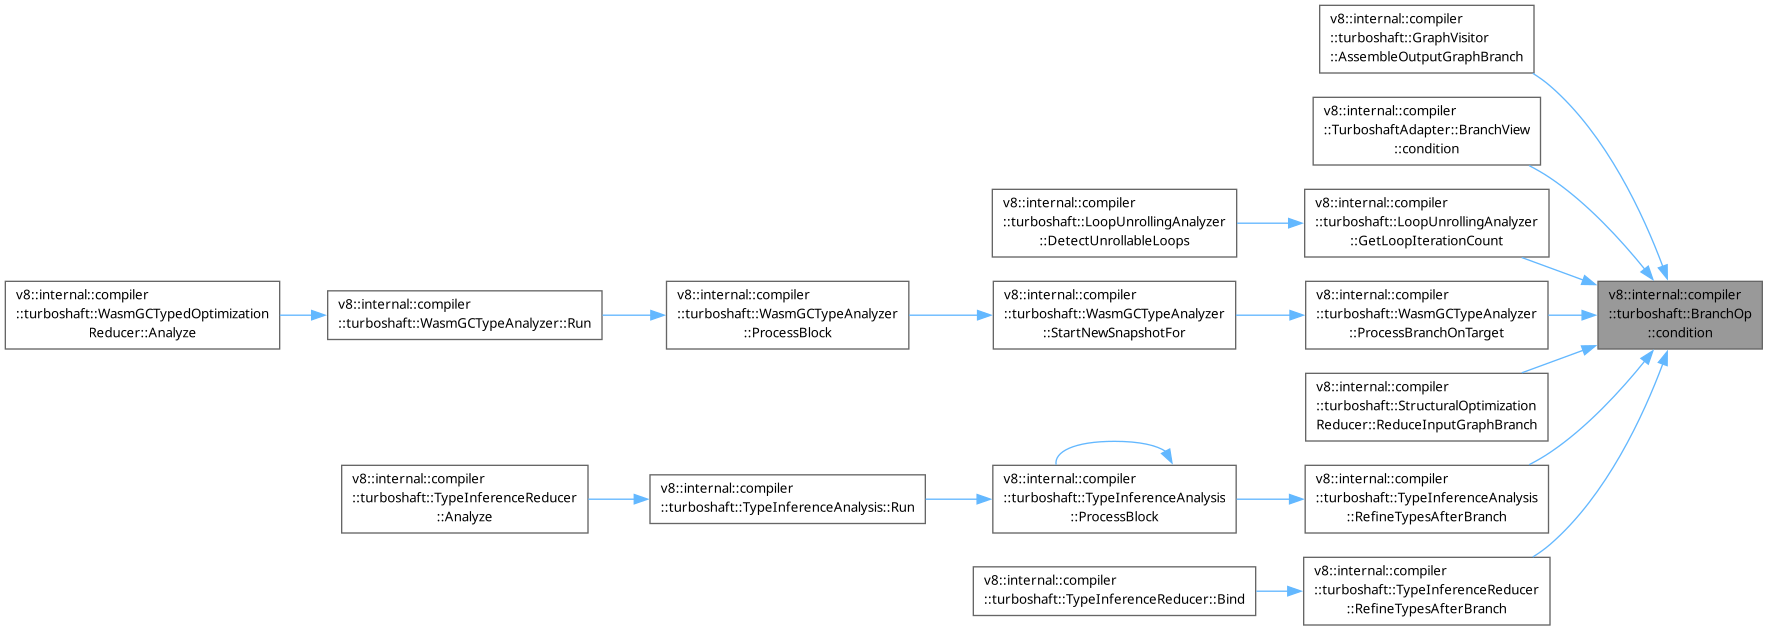 v8::internal::compiler
::turboshaft::GraphVisitor
::AssembleOutputGraphBranch
v8::internal::compiler
::TurboshaftAdapter::BranchView
::condition
v8::internal::compiler
::turboshaft::LoopUnrollingAnalyzer
::DetectUnrollableLoops
v8::internal::compiler
::turboshaft::LoopUnrollingAnalyzer
::GetLoopIterationCount
v8::internal::compiler
::turboshaft::WasmGCTypedOptimization
Reducer::Analyze
v8::internal::compiler
::turboshaft::WasmGCTypeAnalyzer::Run
v8::internal::compiler
::turboshaft::WasmGCTypeAnalyzer
::ProcessBlock
v8::internal::compiler
::turboshaft::WasmGCTypeAnalyzer
::StartNewSnapshotFor
v8::internal::compiler
::turboshaft::WasmGCTypeAnalyzer
::ProcessBranchOnTarget
v8::internal::compiler
::turboshaft::BranchOp
::condition
v8::internal::compiler
::turboshaft::StructuralOptimization
Reducer::ReduceInputGraphBranch
v8::internal::compiler
::turboshaft::TypeInferenceReducer
::Analyze
v8::internal::compiler
::turboshaft::TypeInferenceAnalysis::Run
v8::internal::compiler
::turboshaft::TypeInferenceAnalysis
::ProcessBlock
v8::internal::compiler
::turboshaft::TypeInferenceAnalysis
::RefineTypesAfterBranch
v8::internal::compiler
::turboshaft::TypeInferenceReducer::Bind
v8::internal::compiler
::turboshaft::TypeInferenceReducer
::RefineTypesAfterBranch